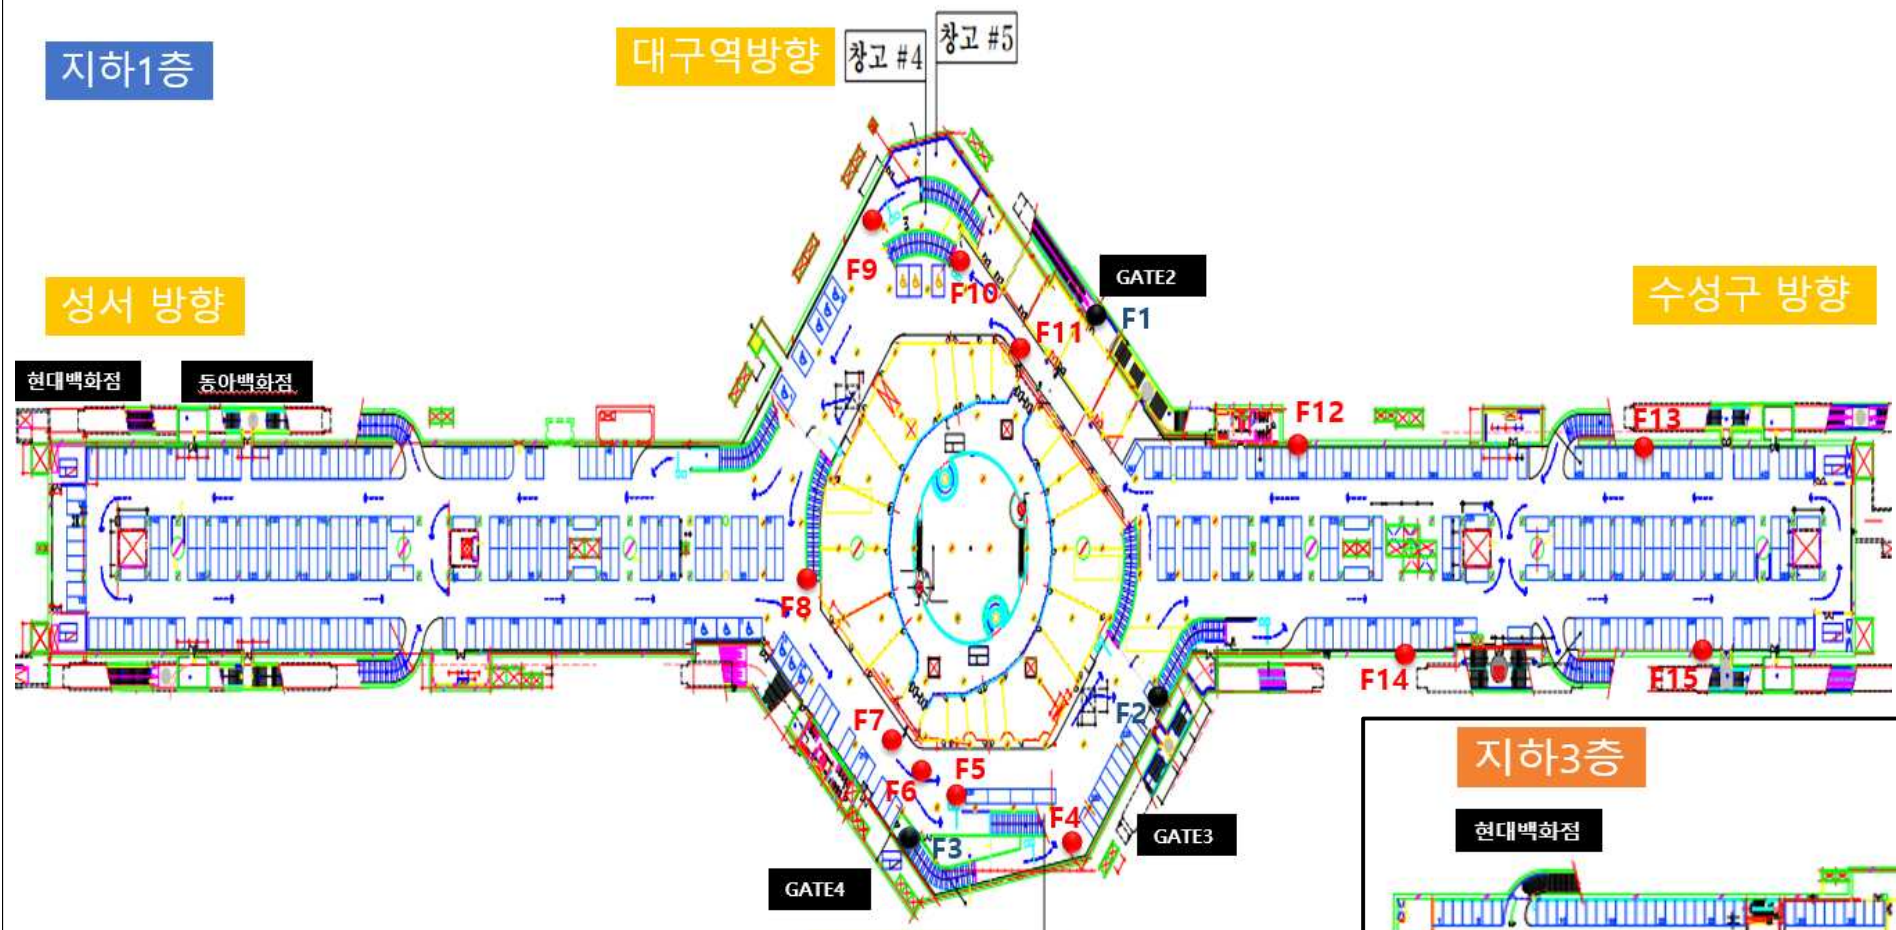 지하1층
대구역방향
창고 #4
창고 #5
성서 방향
수성구 방향
현대백화점
동아백화점
GATE2
F1
F9
F10
F11
F12
F13
F8
F2
F14
F15
F7
F5
F6
F4
F3
GATE3
GATE4
지하3층
현대백화점